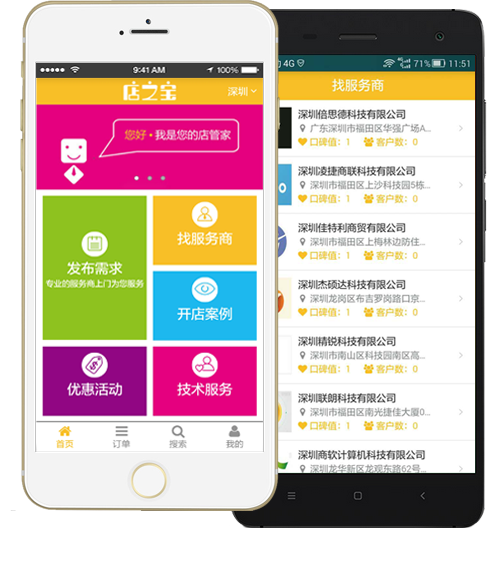 9:41 AM
100%
店之宝
深圳
您好·我是您的店管家
发布需求
专业的服务商上门为您服务
找服务商
开店案例
优惠活动
技术服务
首页
订单
搜索
我的
4G
71%
11:51
找服务商
深圳信思德科技有限公司
广东深圳市福田区华强广场A...
口碑值：1 客户数：0
深圳凌捷商联科技有限公司
深圳市福田区上沙科技园5栋...
口碑值：1 客户数：0
深圳佳特利商贸有限公司
深圳市福田区上梅林边防住...
口碑值：1 客户数：0
深圳杰硕达科技有限公司
深圳龙岗区布吉罗岗路口京...
口碑值：1 客户数：0
深圳精锐科技有限公司
深圳市南山区科技园南区高...
口碑值：1 客户数：0
深圳联朗科技有限公司
深圳市福田区南光捷佳大厦0...
口碑值：1 客户数：0
深圳商软计算机科技有限公司
深圳龙华新区龙观东路62号...